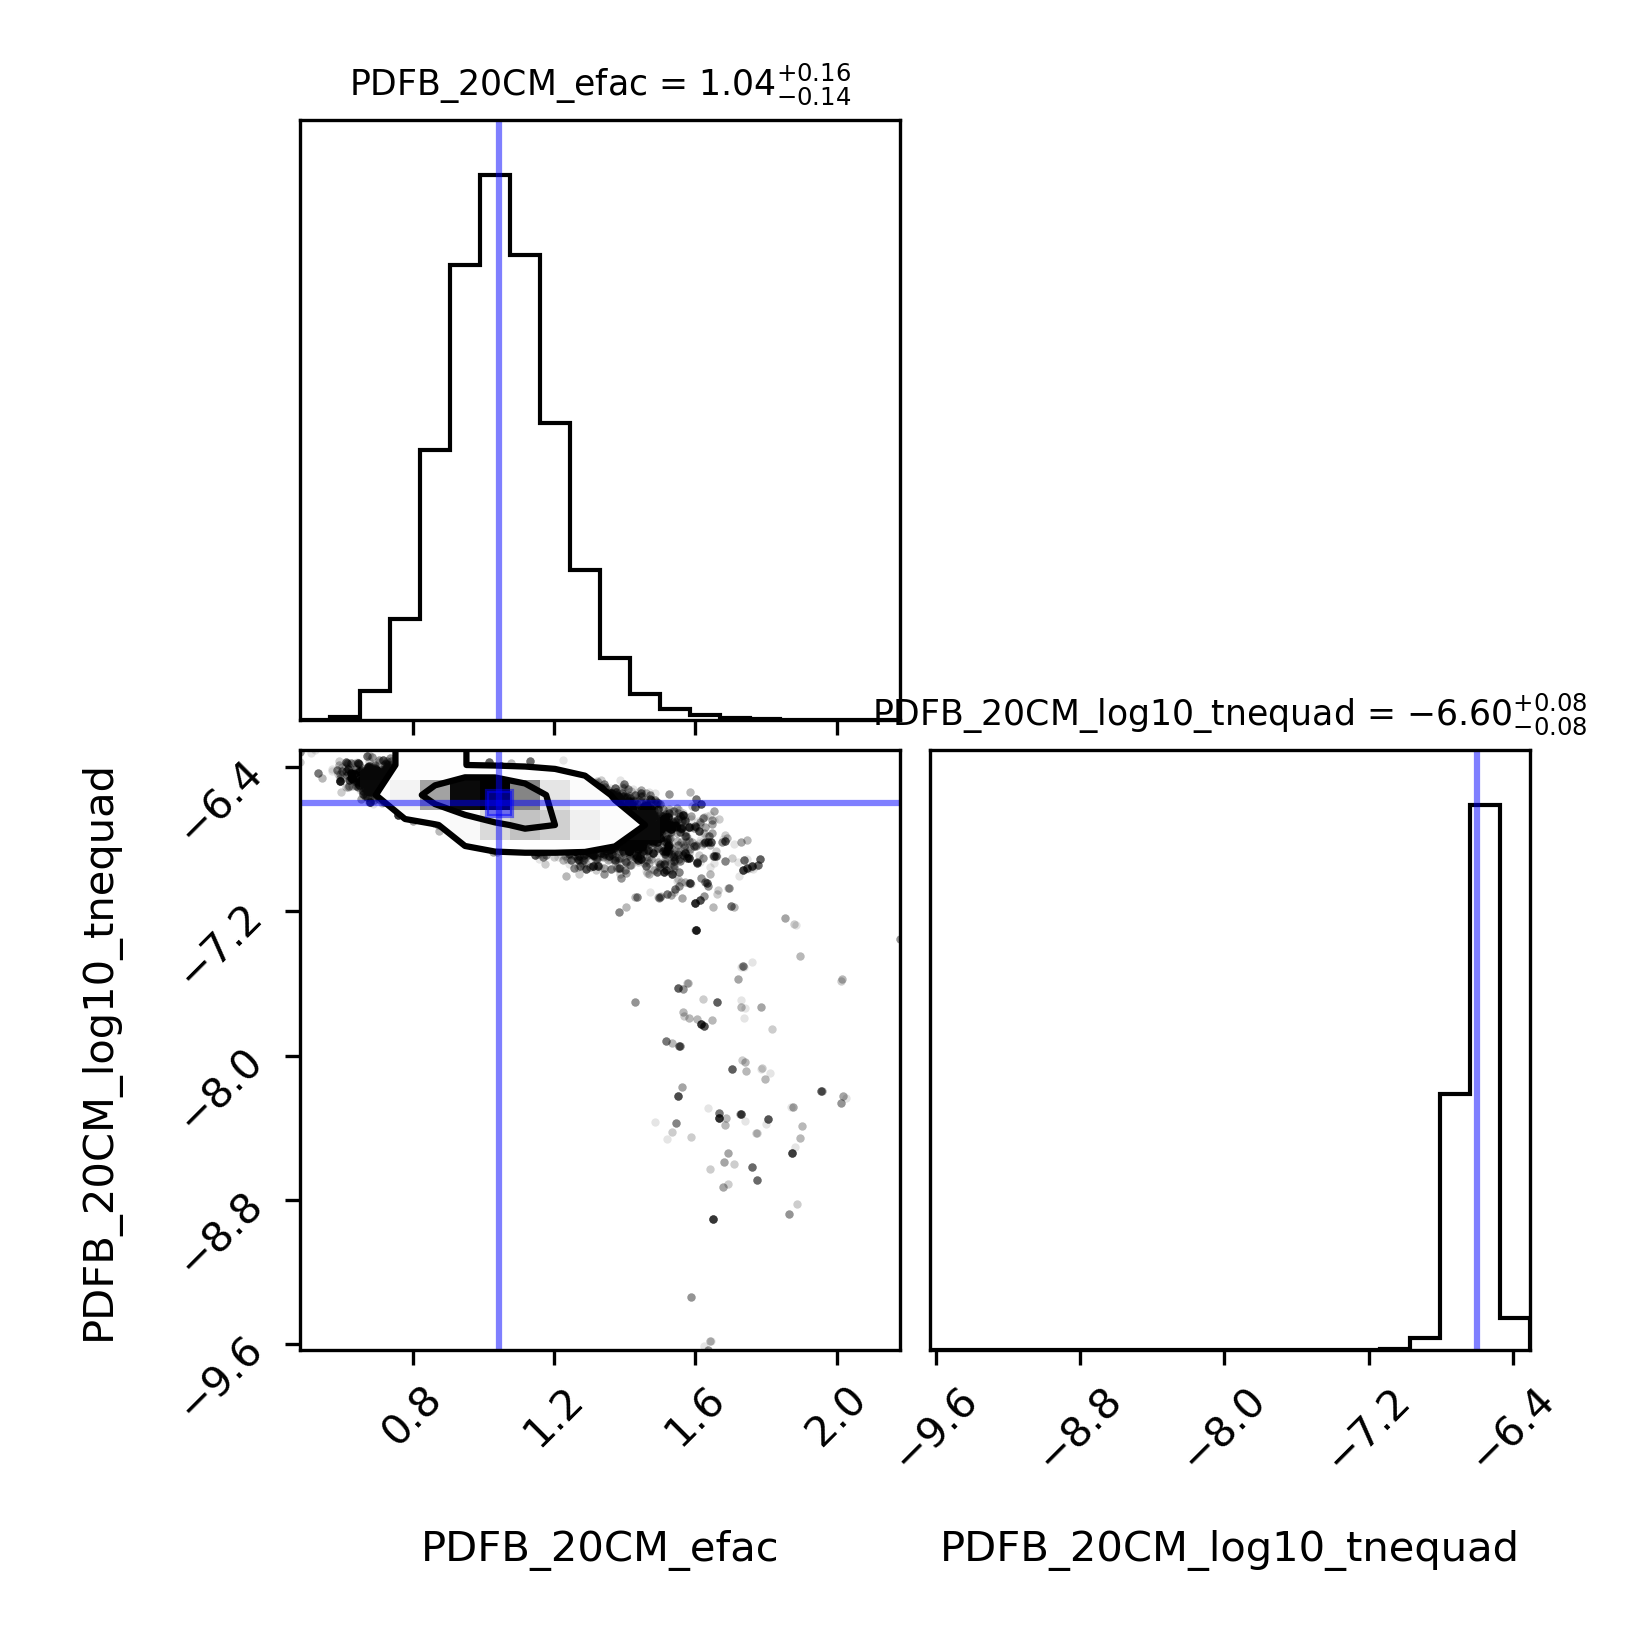 PDFB_20CM_efac = 1.04+0.16−0.14
PDFB_20CM_log10_tnequad = −6.60+0.08−0.08
PDFB_20CM_log10_tnequad
−6.4
−7.2
−8.0
−8.8
−9.6
0.8 1.2 1.6 2.0
−9.6 −8.8 −8.0 −7.2 −6.4
PDFB_20CM_efac
PDFB_20CM_log10_tnequad